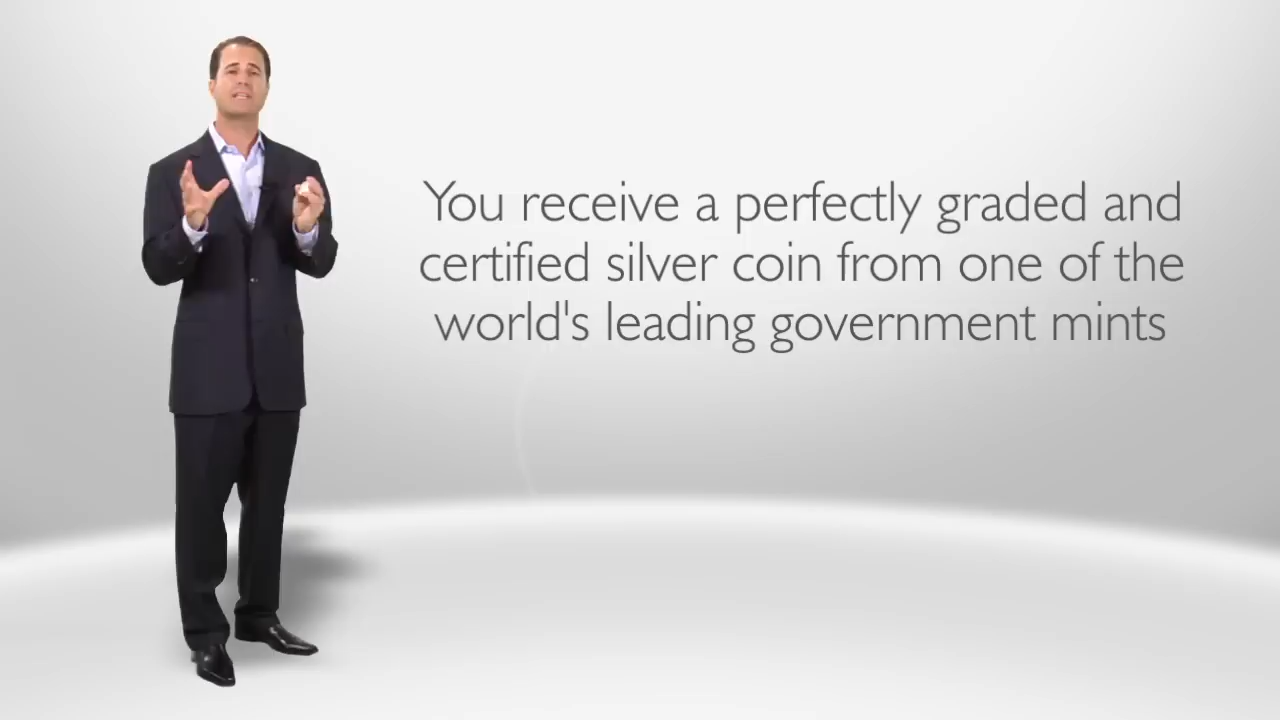 You receive a perfectly graded and
certified silver coin from one of the
world's leading government mints